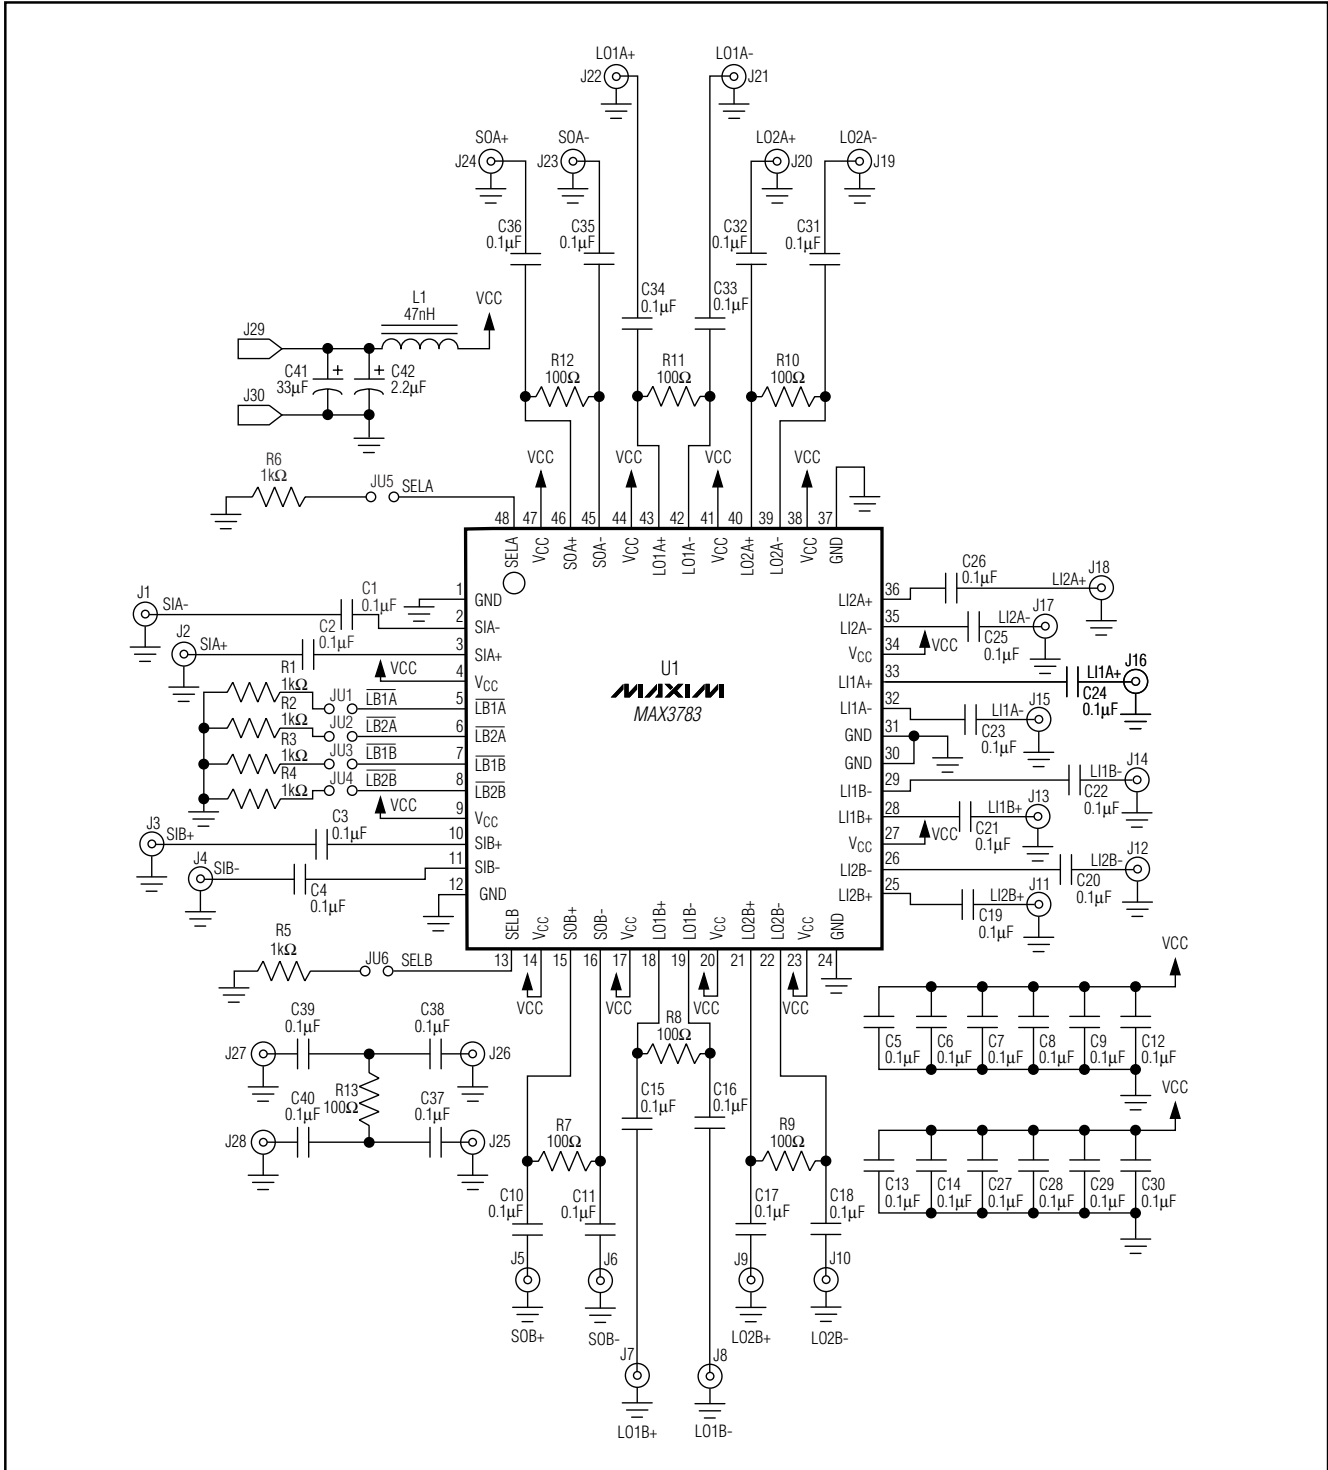 LO1A+
LO1A-
J22
J21
SOA+
SOA-
LO2A+
LO2A-
J24
J23
J20
J19
C36
0.1µF
C35
0.1µF
C32
0.1µF
C31
0.1µF
C34
0.1µF
C33
0.1µF
L1
47nH
VCC
J29
C41
33µF
+
+
C42
2.2µF
J30
R12
100Ω
R11
100Ω
R10
100Ω
R6
1kΩ
JU5
SELA
VCC
VCC
VCC
VCC
48
47
46
45
44
43
42
41
40
39
38
37
SELA
VCC
SOA+
SOA-
VCC
LO1A+
LO1A-
VCC
LO2A+
LO2A-
VCC
GND
J1
SIA-
C1
0.1µF
1
GND
2
SIA-
J2
SIA+
C2
0.1µF
3
SIA+
VCC
4
VCC
R1
1kΩ
JU1
LB1A
5
LB1A
R2
1kΩ
JU2
LB2A
6
LB2A
R3
1kΩ
JU3
LB1B
7
LB1B
R4
1kΩ
JU4
LB2B
8
LB2B
VCC
9
VCC
J3
SIB+
C3
0.1µF
10
SIB+
J4
SIB-
C4
0.1µF
11
SIB-
12
GND
U1
MAXIM
MAX3783
36
LI2A+
C26
0.1µF
LI2A+
J18
35
LI2A-
C25
0.1µF
LI2A-
J17
34
VCC
VCC
33
LI1A+
C24
0.1µF
LI1A+
J16
32
LI1A-
C23
0.1µF
LI1A-
J15
31
GND
30
GND
29
LI1B-
C22
0.1µF
LI1B-
J14
28
LI1B+
C21
0.1µF
LI1B+
J13
27
VCC
VCC
26
LI2B-
C20
0.1µF
LI2B-
J12
25
LI2B+
C19
0.1µF
LI2B+
J11
SELB
VCC
SOB+
SOB-
VCC
LO1B+
LO1B-
VCC
LO2B+
LO2B-
VCC
GND
13
14
15
16
17
18
19
20
21
22
23
24
R5
1kΩ
JU6
SELB
VCC
VCC
VCC
VCC
R8
100Ω
C39
0.1µF
C38
0.1µF
J27
J26
R13
100Ω
C40
0.1µF
C37
0.1µF
J28
J25
C15
0.1µF
C16
0.1µF
R7
100Ω
R9
100Ω
C10
0.1µF
C11
0.1µF
C17
0.1µF
C18
0.1µF
J5
J6
J9
J10
SOB+
SOB-
LO2B+
LO2B-
J7
J8
LO1B+
LO1B-
VCC
C5
0.1µF
C6
0.1µF
C7
0.1µF
C8
0.1µF
C9
0.1µF
C12
0.1µF
VCC
C13
0.1µF
C14
0.1µF
C27
0.1µF
C28
0.1µF
C29
0.1µF
C30
0.1µF